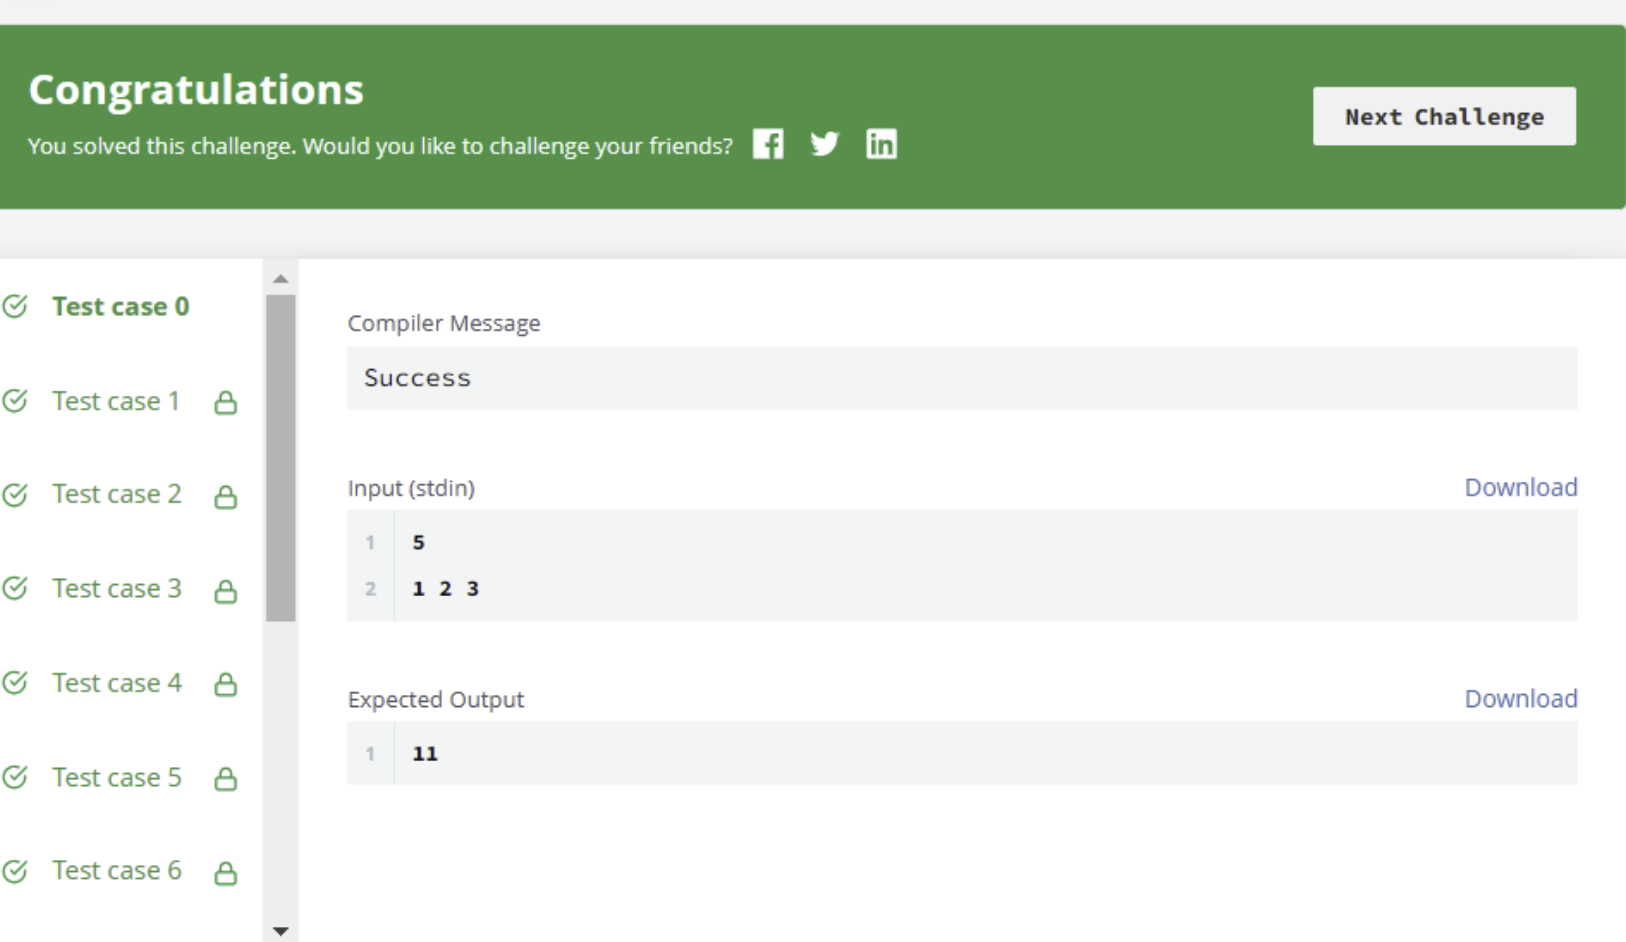 Congratulations
You solved this challenge. Would you like to challenge your friends?
Next Challenge
Test case 0
Test case 1
Test case 2
Test case 3
Test case 4
Test case 5
Test case 6
Compiler Message
Success
Input (stdin)
Download
1 5
2 1 2 3
Expected Output
Download
1 11